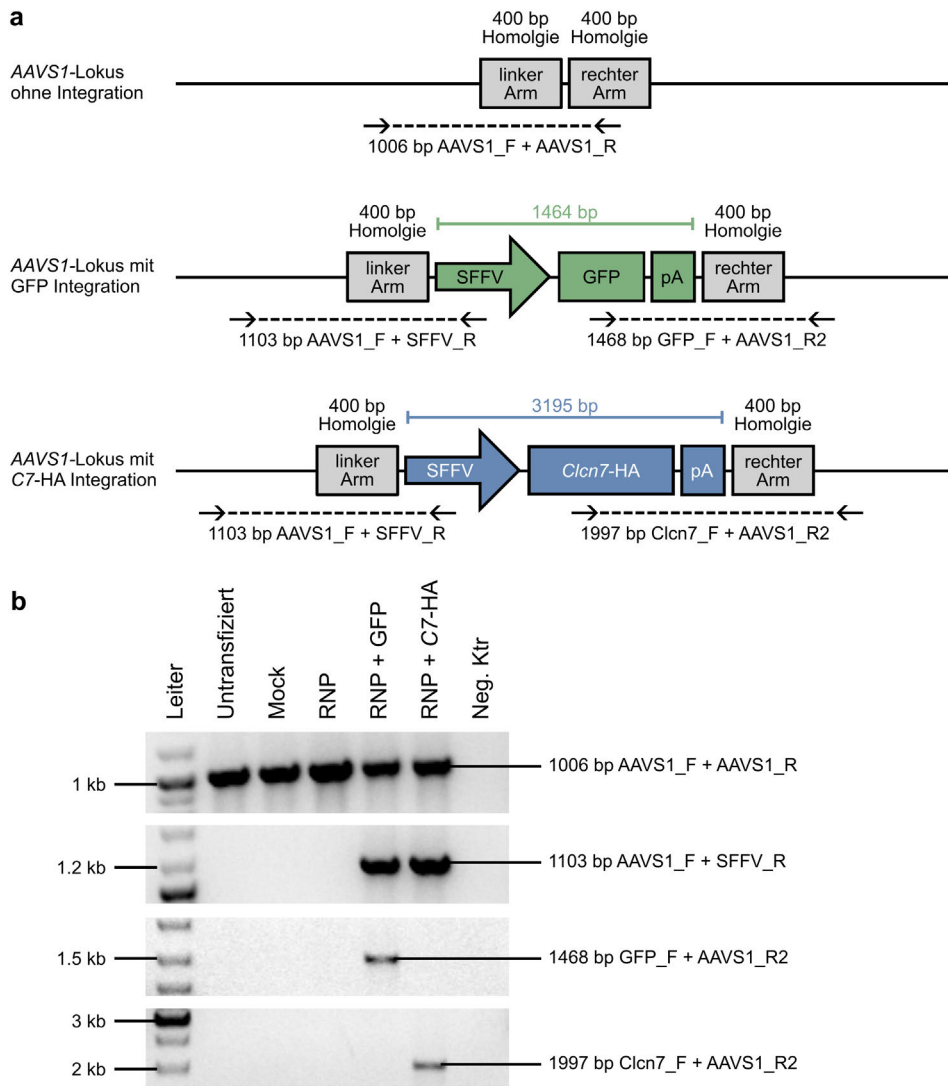 a
400 bp
Homolgie
400 bp
Homolgie
AAVS1-Lokus
ohne Integration
linker
Arm
rechter
Arm
1006 bp AAVS1_F + AAVS1_R
400 bp
Homolgie
1464 bp
400 bp
Homolgie
AAVS1-Lokus mit
GFP Integration
linker
Arm
SFFV
GFP
pA
rechter
Arm
1103 bp AAVS1_F + SFFV_R
1468 bp GFP_F + AAVS1_R2
400 bp
Homolgie
3195 bp
400 bp
Homolgie
AAVS1-Lokus mit
C7-HA Integration
linker
Arm
SFFV
Clcn7-HA
pA
rechter
Arm
1103 bp AAVS1_F + SFFV_R
1997 bp Clcn7_F + AAVS1_R2
b
Leiter
Untransfiziert
Mock
RNP
RNP + GFP
RNP + C7-HA
Neg. Ktr
1 kb
1006 bp AAVS1_F + AAVS1_R
1.2 kb
1103 bp AAVS1_F + SFFV_R
1.5 kb
1468 bp GFP_F + AAVS1_R2
3 kb
2 kb
1997 bp Clcn7_F + AAVS1_R2